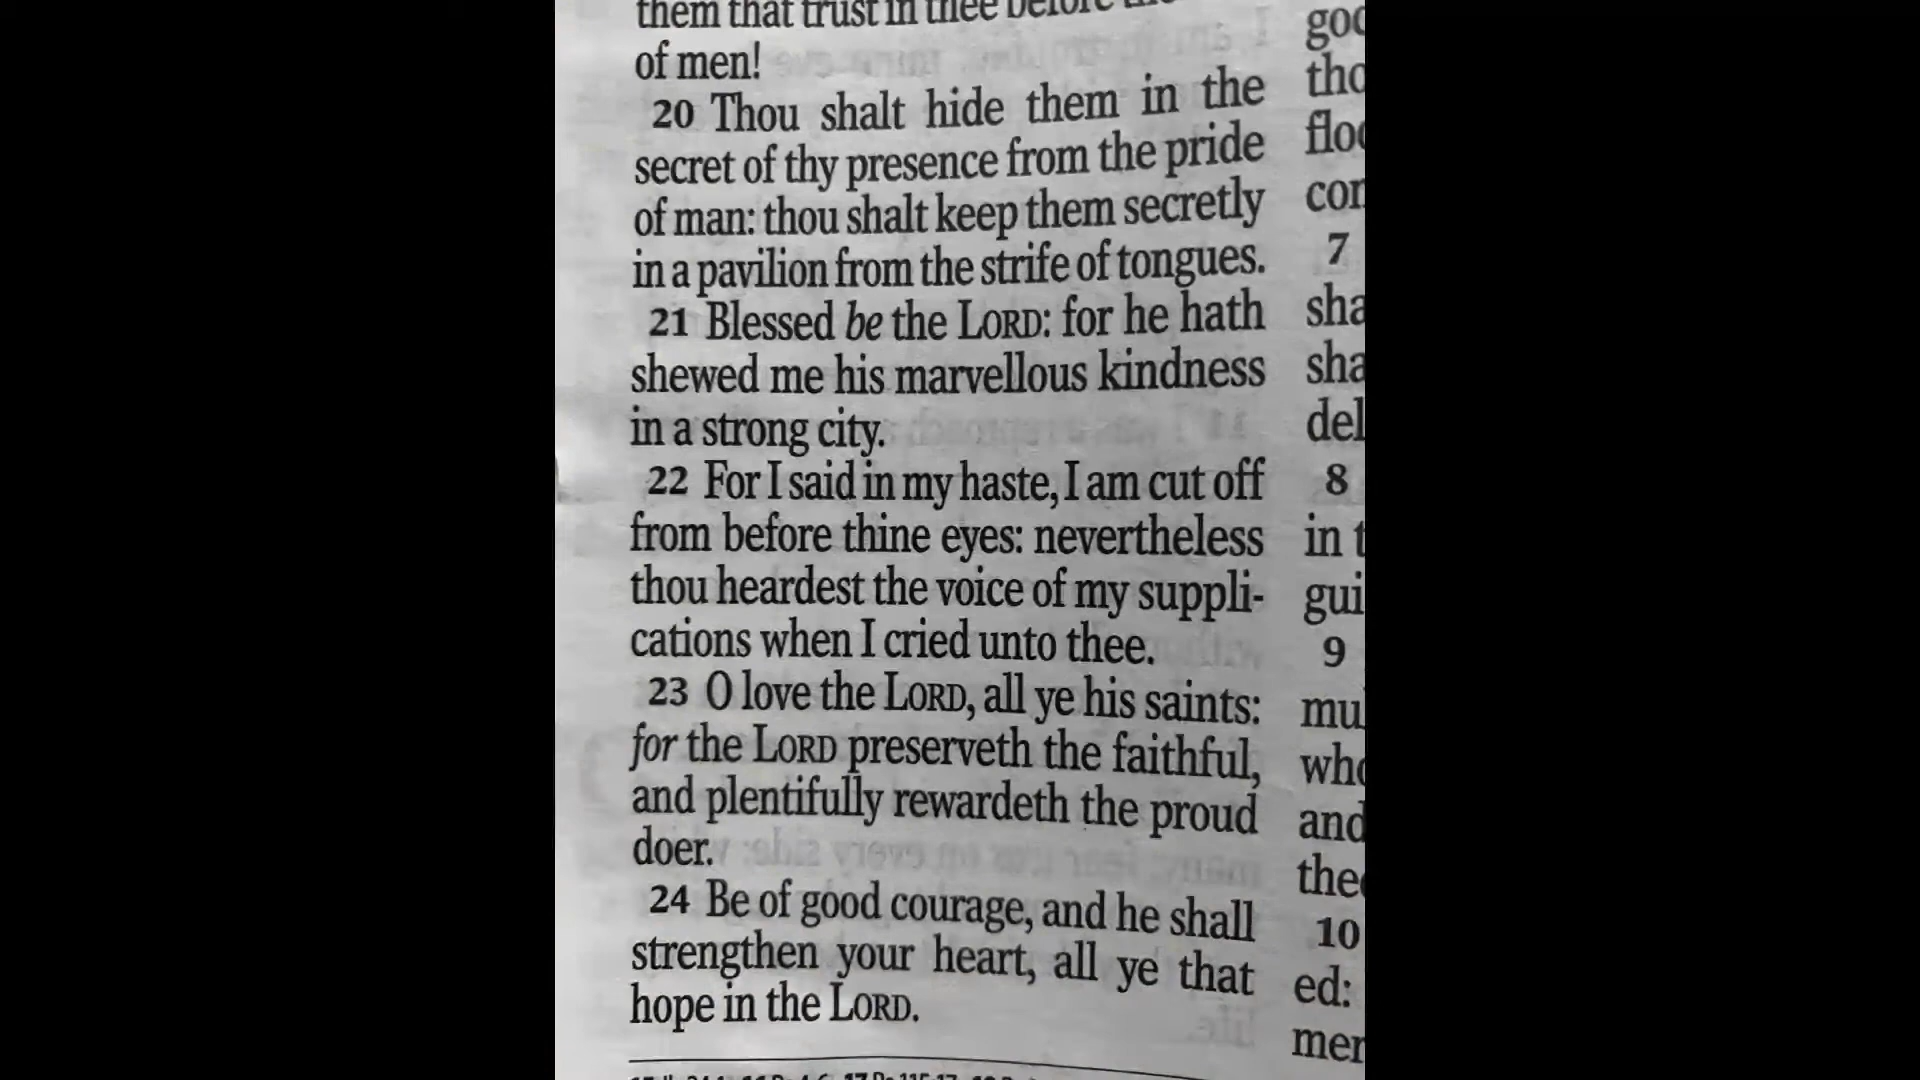 them that trust in thee before
of men!
20 Thou shalt hide them in the
secret of thy presence from the pride
of man: thou shalt keep them secretly
in a pavilion from the strife of tongues.
21 Blessed be the LORD: for he hath
shewed me his marvellous kindness
in a strong city.
22 For I said in my haste, I am cut off
from before thine eyes: nevertheless
thou heardest the voice of my suppli-
cations when I cried unto thee.
23 O love the LORD, all ye his saints:
for the LORD preserveth the faithful,
and plentifully rewardeth the proud
doer.
24 Be of good courage, and he shall
strengthen your heart, all ye that
hope in the LORD.
7
8
in
9
10
ed: